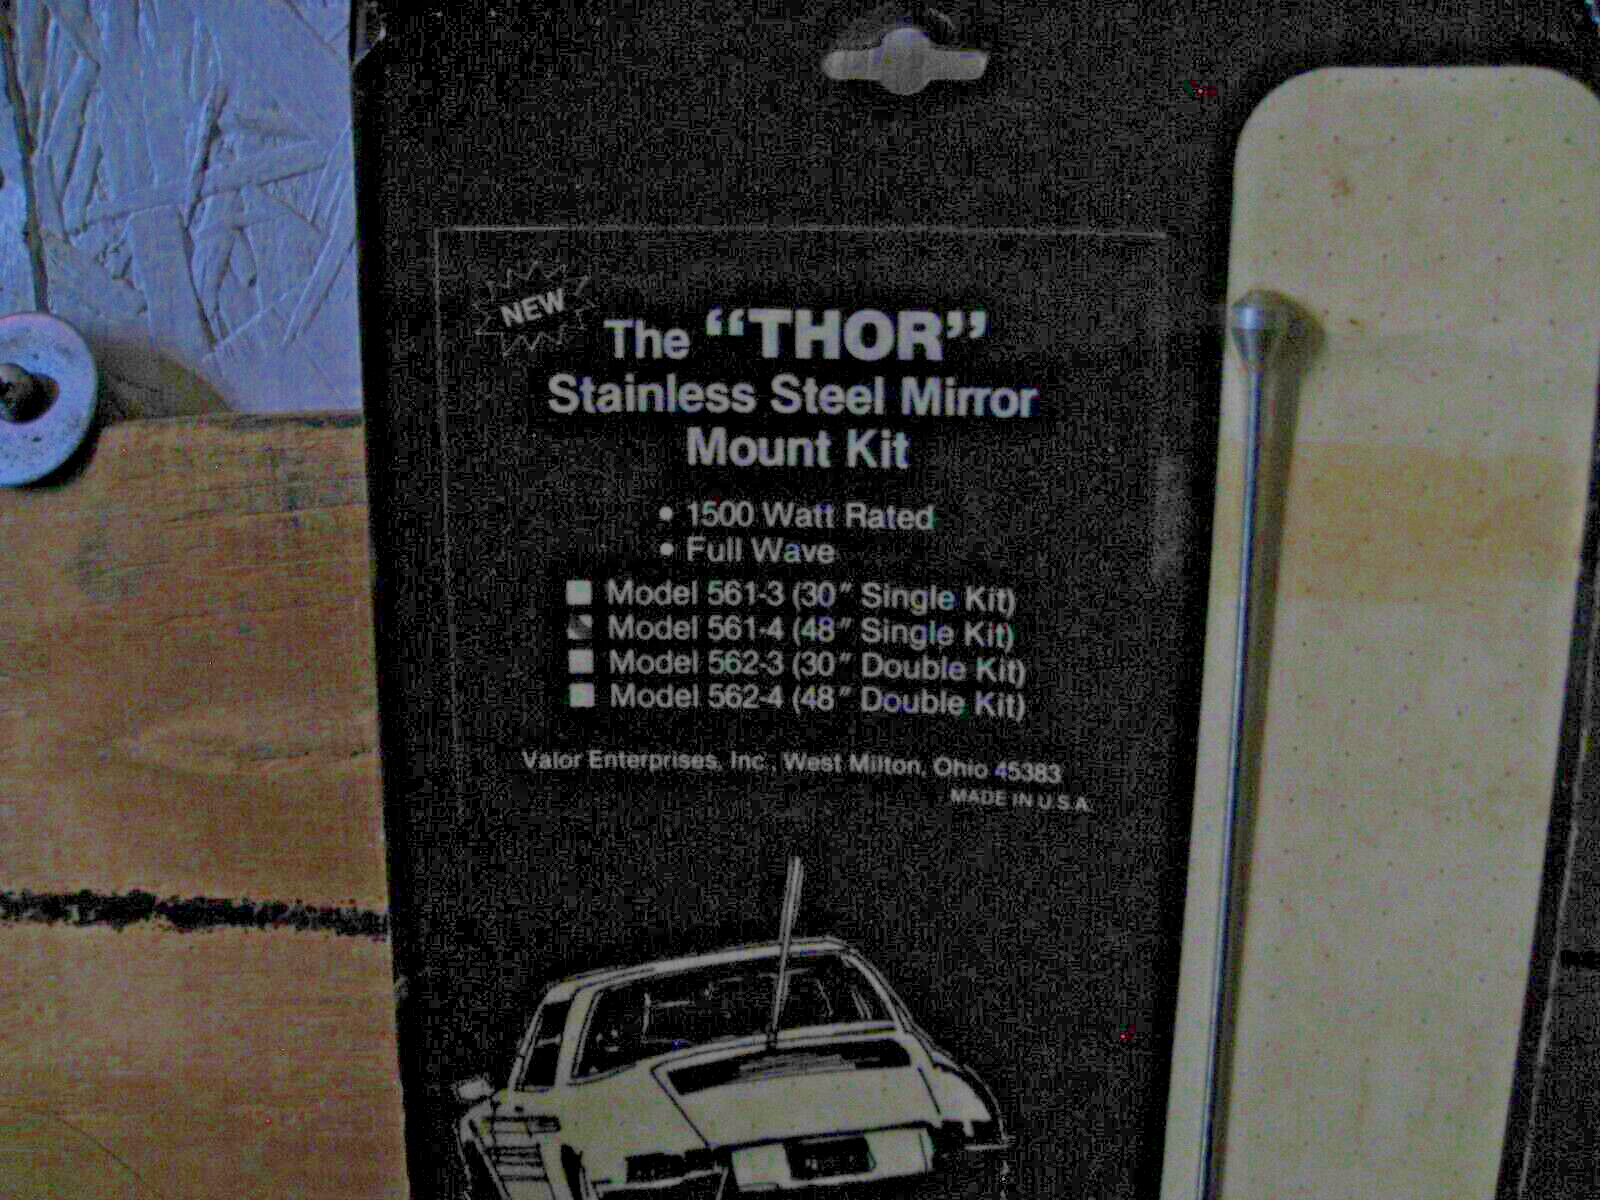 NEW
The “THOR”
Stainless Steel Mirror
Mount Kit
• 1500 Watt Rated
• Full Wave
Model 561-3 (30″ Single Kit)
Model 561-4 (48″ Single Kit)
Model 562-3 (30″ Double Kit)
Model 562-4 (48″ Double Kit)
Valor Enterprises, Inc., West Milton, Ohio 45383
MADE IN U.S.A.